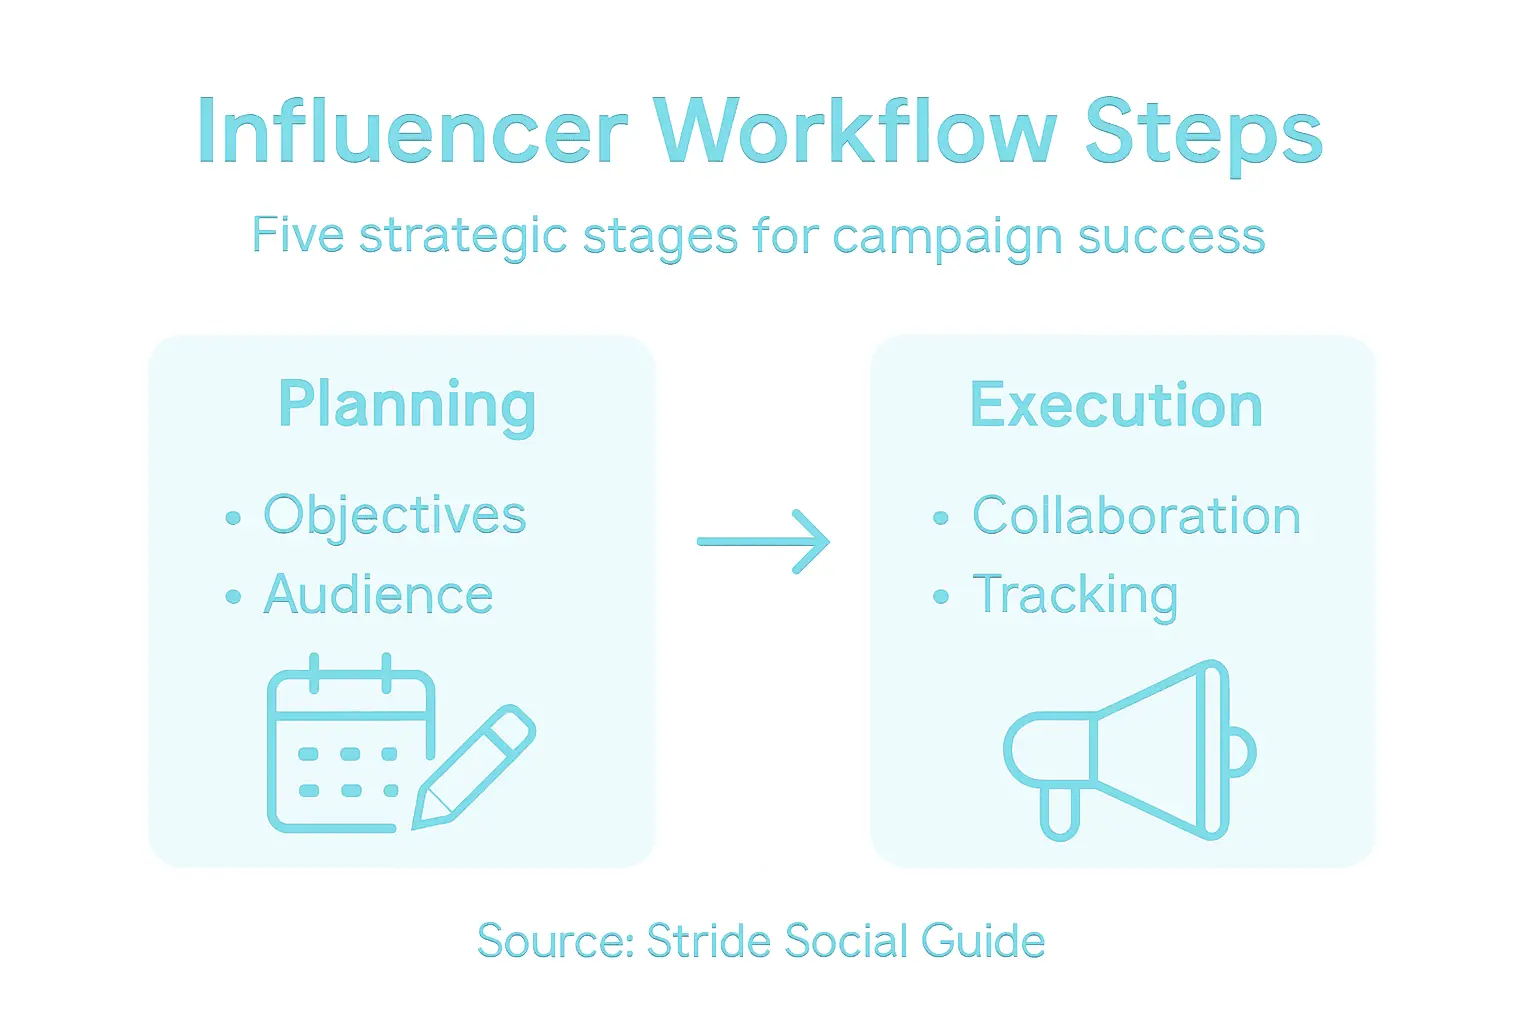 Influencer Workflow Steps
Five strategic stages for campaign success
Planning
• Objectives
• Audience
Execution
• Collaboration
• Tracking
Source: Stride Social Guide